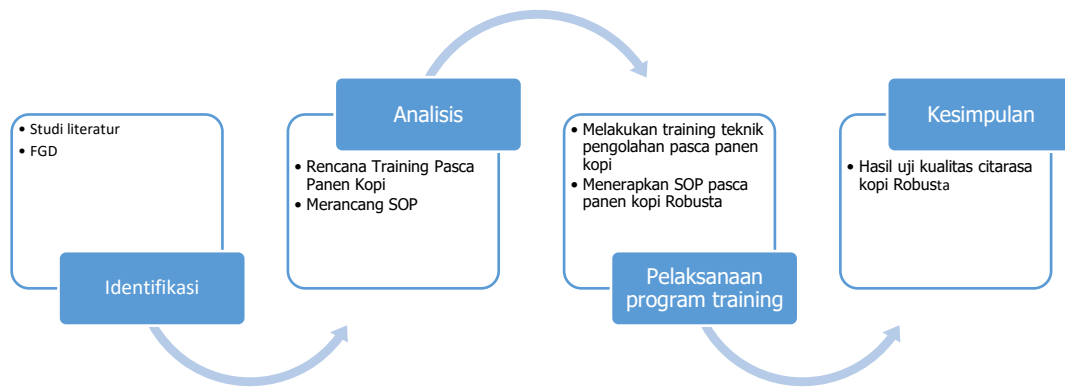 • Studi literatur
• FGD
Identifikasi
Analisis
• Rencana Training Pasca
Panen Kopi
• Merancang SOP
• Melakukan training teknik
pengolahan pasca panen
kopi
• Menerapkan SOP pasca
panen kopi Robusta
Pelaksanaan
program training
Kesimpulan
• Hasil uji kualitas citarasa
kopi Robusta